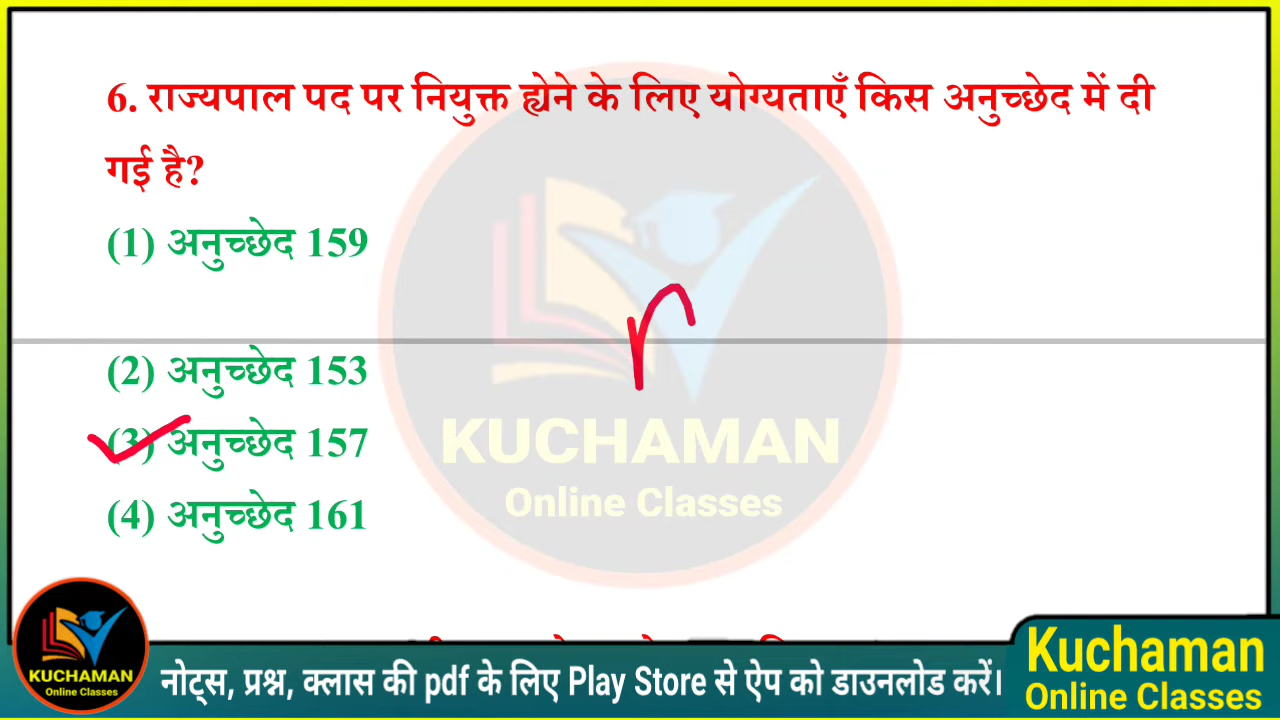 6. राज्यपाल पद पर नियुक्त होने के लिए योग्यताएँ किस अनुच्छेद में दी
गई है?
(1) अनुच्छेद 159
(2) अनुच्छेद 153
(3) अनुच्छेद 157
(4) अनुच्छेद 161
KUCHAMAN
Online Classes
KUCHAMAN
Online Classes
नोट्स, प्रश्न, क्लास की pdf के लिए Play Store से ऐप को डाउनलोड करें।
Kuchaman
Online Classes